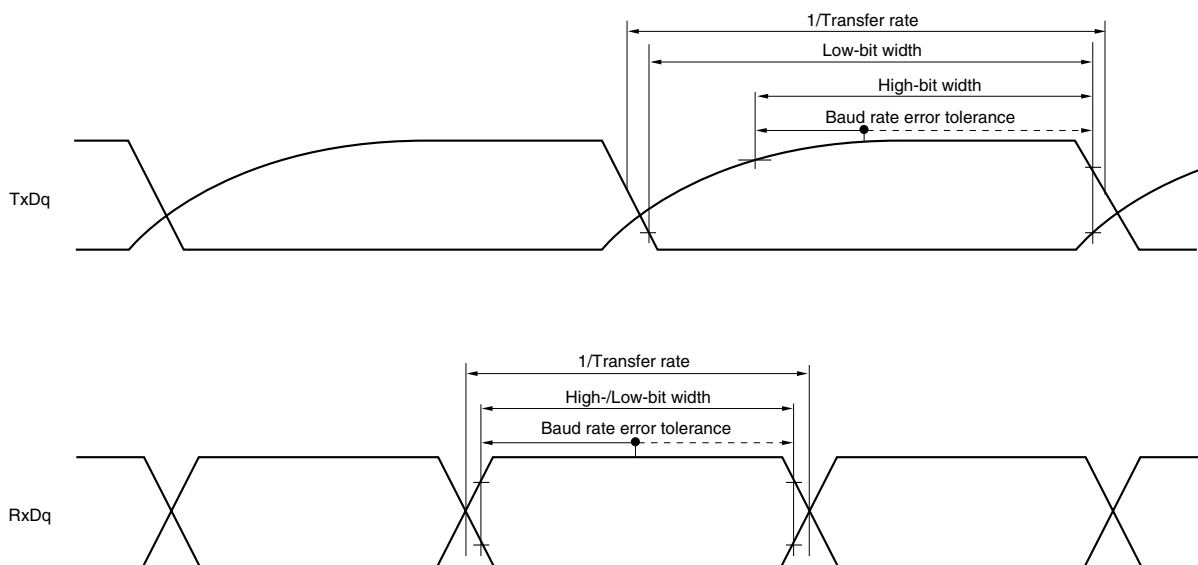 1/Transfer rate
Low-bit width
High-bit width
Baud rate error tolerance
TxDq
1/Transfer rate
High-/Low-bit width
Baud rate error tolerance
RxDq